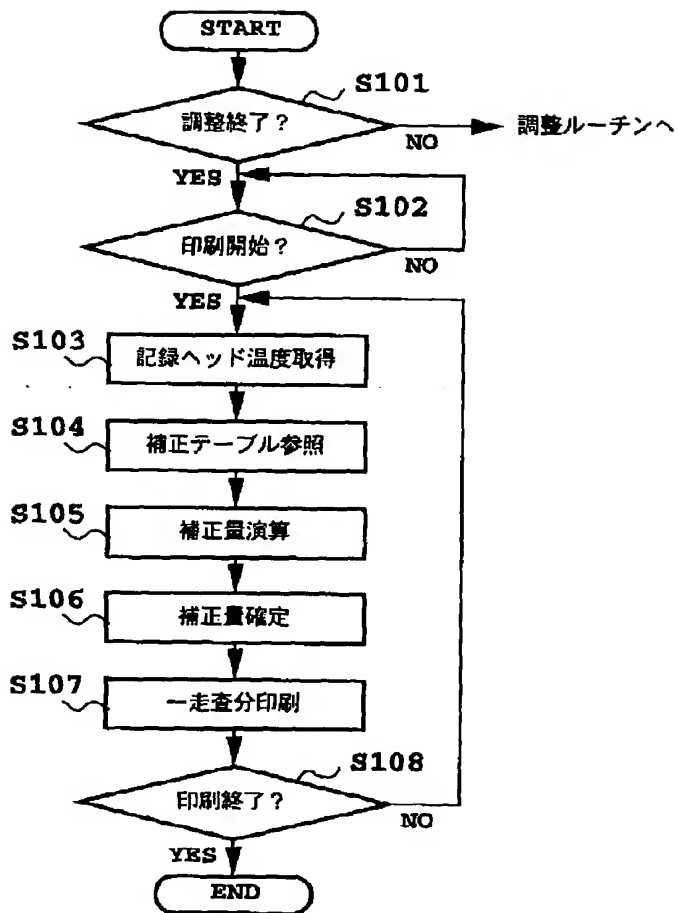 START
S101
調整終了？
NO
調整ルーチンへ
YES
S102
印刷開始？
NO
YES
S103
記録ヘッド温度取得
S104
補正テーブル参照
S105
補正量演算
S106
補正量確定
S107
一走査分印刷
S108
印刷終了？
NO
YES
END